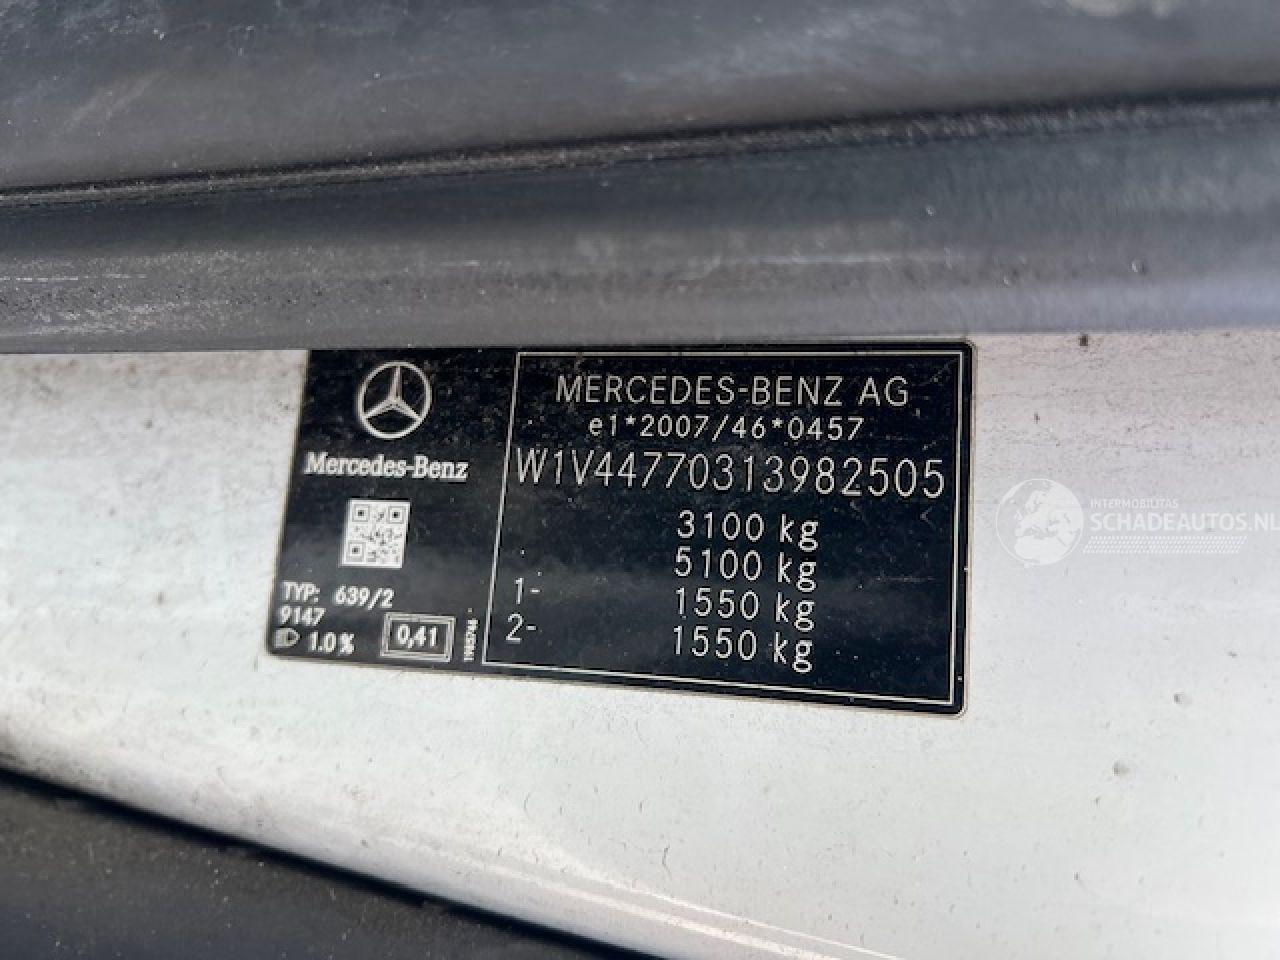 Mercedes-Benz
TYP: 639/2
9147
1.0%
0,41
MERCEDES-BENZ AG
e1*2007/46*0457
W1V44770313982505
3100 kg
5100 kg
1- 1550 kg
2- 1550 kg
INTERMOBILITAS
SCHADEAUTOS.NL